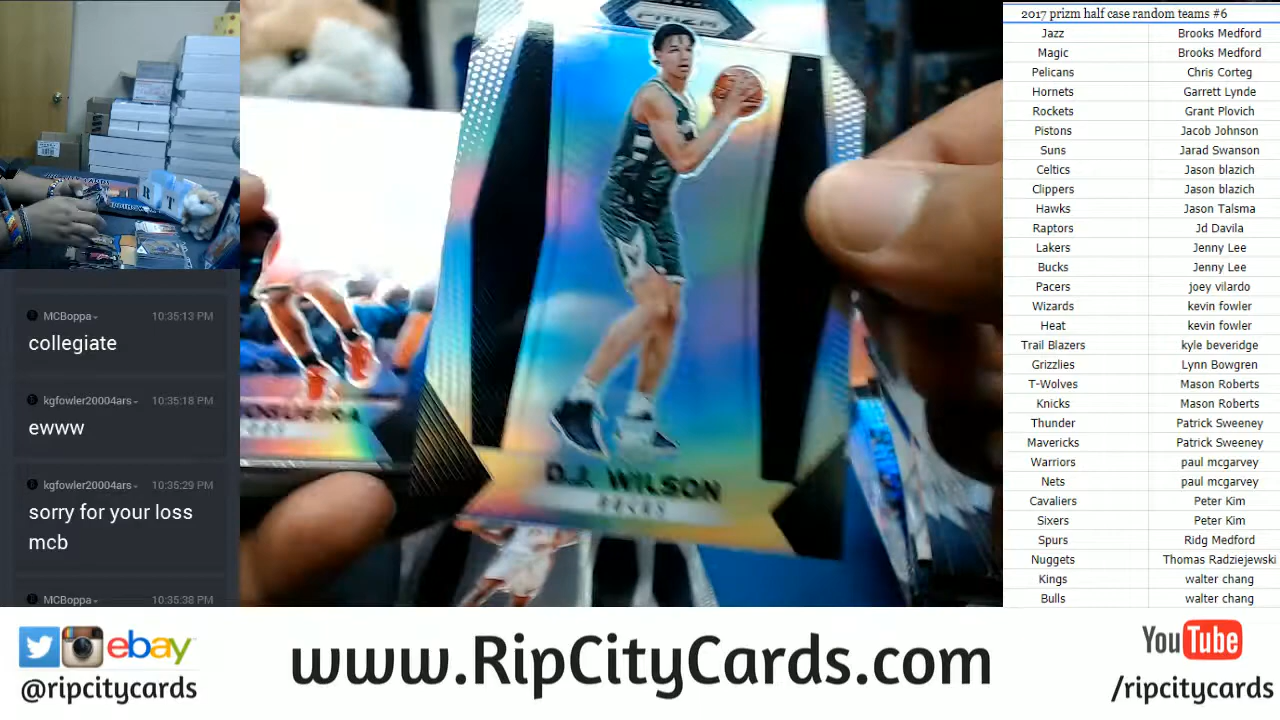 MCBoppa 10:35:13 PM
collegiate
kgfowler20004ars 10:35:18 PM
ewww
kgfowler20004ars 10:35:29 PM
sorry for your loss
mcb
MCBoppa 10:35:38 PM
PRIZM
D.J. WILSON
BUCKS
R
T
2017 prizm half case random teams #6
Jazz Brooks Medford
Magic Brooks Medford
Pelicans Chris Corteg
Hornets Garrett Lynde
Rockets Grant Plovich
Pistons Jacob Johnson
Suns Jarad Swanson
Celtics Jason blazich
Clippers Jason blazich
Hawks Jason Talsma
Raptors Jd Davila
Lakers Jenny Lee
Bucks Jenny Lee
Pacers joey vilardo
Wizards kevin fowler
Heat kevin fowler
Trail Blazers kyle beveridge
Grizzlies Lynn Bowgren
T-Wolves Mason Roberts
Knicks Mason Roberts
Thunder Patrick Sweeney
Mavericks Patrick Sweeney
Warriors paul mcgarvey
Nets paul mcgarvey
Cavaliers Peter Kim
Sixers Peter Kim
Spurs Ridg Medford
Nuggets Thomas Radziejewski
Kings walter chang
Bulls walter chang
ebay
@ripcitycards
www.RipCityCards.com
YouTube
/ripcitycards